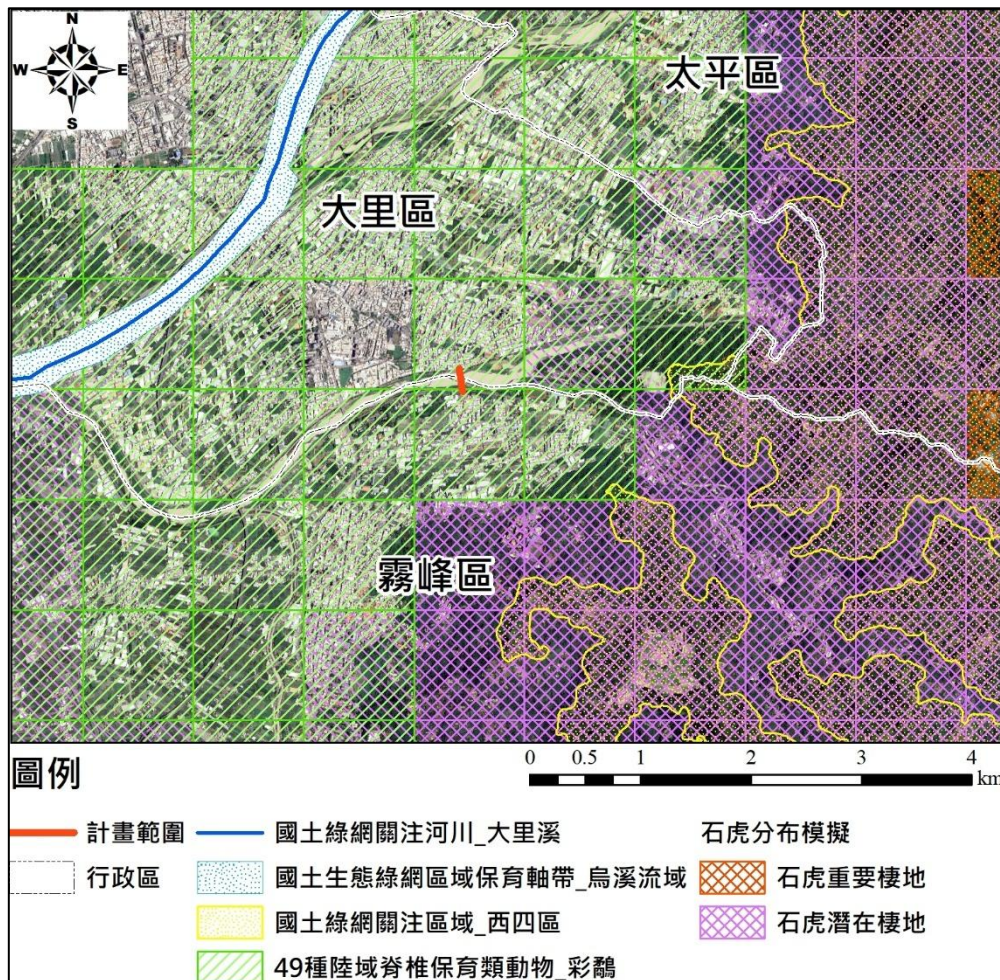 N
W E
S
太平區
大里區
霧峰區
圖例
0 0.5 1 2 3 4
km
計畫範圍
國土綠網關注河川_大里溪
石虎分布模擬
行政區
國土生態綠網區域保育軸帶_烏溪流域
石虎重要棲地
國土綠網關注區域_西四區
石虎潛在棲地
49種陸域脊椎保育類動物_彩鷸